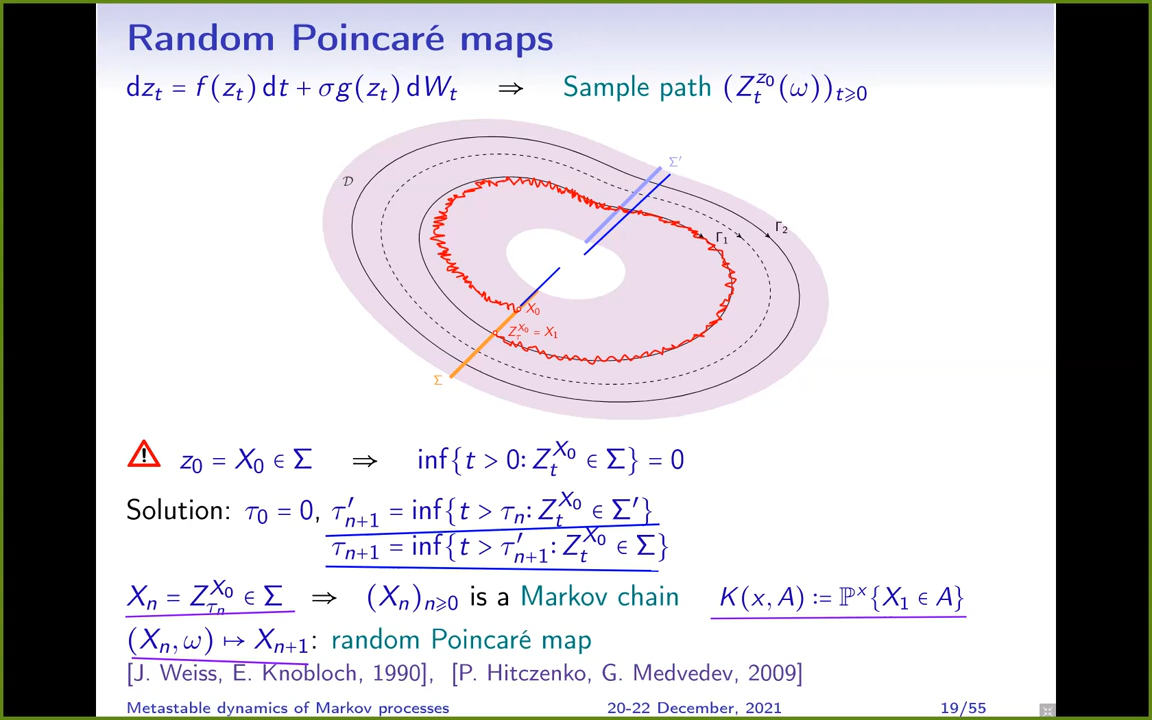 Random Poincaré maps
dz_t = f(z_t) dt + σg(z_t) dW_t ⇒ Sample path (Z_t^{z_0}(ω))_{t⩾0}
Σ′
𝒟
Γ_1
Γ_2
X_0
Z_τ^{X_0} = X_1
Σ
z_0 = X_0 ∈ Σ ⇒ inf{t > 0: Z_t^{X_0} ∈ Σ} = 0
Solution: τ_0 = 0, τ′_{n+1} = inf{t > τ_n: Z_t^{X_0} ∈ Σ′}
τ_{n+1} = inf{t > τ′_{n+1}: Z_t^{X_0} ∈ Σ}
X_n = Z_{τ_n}^{X_0} ∈ Σ ⇒ (X_n)_{n⩾0} is a Markov chain K(x, A) := ℙ^x{X_1 ∈ A}
(X_n, ω) ↦ X_{n+1}: random Poincaré map
[J. Weiss, E. Knobloch, 1990], [P. Hitczenko, G. Medvedev, 2009]
Metastable dynamics of Markov processes 20-22 December, 2021 19/55